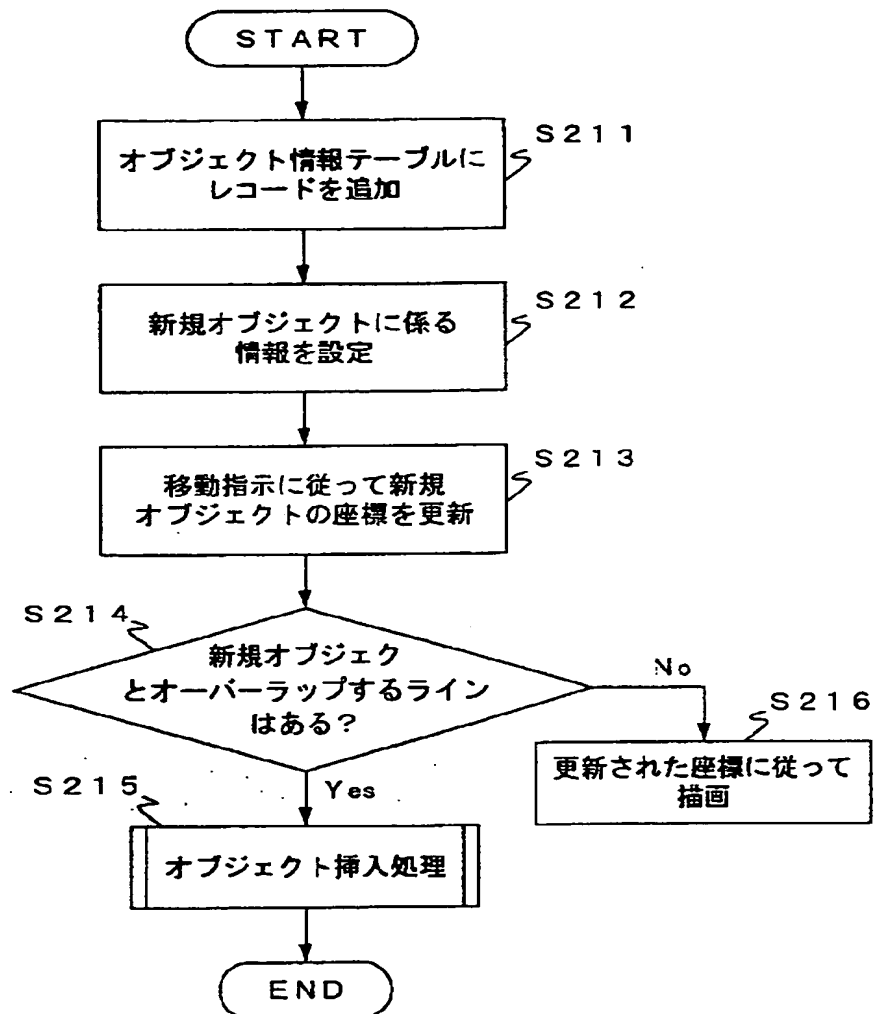 START
S211
オブジェクト情報テーブルに
レコードを追加
S212
新規オブジェクトに係る
情報を設定
S213
移動指示に従って新規
オブジェクトの座標を更新
S214
新規オブジェク
とオーバーラップするライン
はある?
No
S216
更新された座標に従って
描画
S215
Yes
オブジェクト挿入処理
END